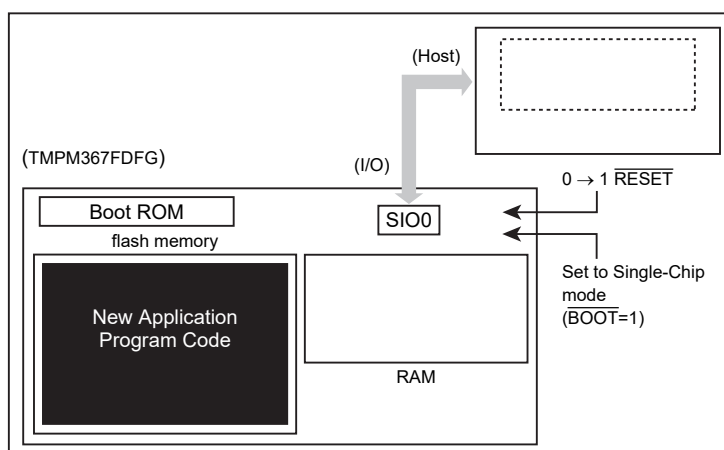 (Host)
(TMPM367FDFG)
(I/O)
0 → 1 RESET
Boot ROM
SIO0
flash memory
Set to Single-Chip
mode
(BOOT=1)
New Application
Program Code
RAM